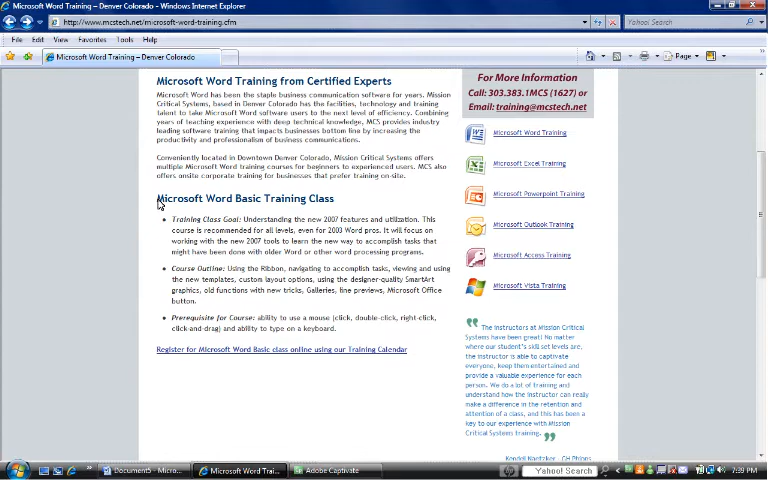 Microsoft Word Training – Denver Colorado - Windows Internet Explorer
http://www.mcstech.net/microsoft-word-training.cfm
Yahoo! Search
File Edit View Favorites Tools Help
Microsoft Word Training – Denver Colorado
Page
Microsoft Word Training from Certified Experts
Microsoft Word has been the staple business communication software for years. Mission
Critical Systems, based in Denver Colorado has the facilities, technology and training
talent to take Microsoft Word software users to the next level of efficiency. Combining
years of teaching experience with deep technical knowledge, MCS provides industry
leading software training that impacts businesses bottom line by increasing the
productivity and professionalism of business communications.
Conveniently located in Downtown Denver Colorado, Mission Critical Systems offers
multiple Microsoft Word training courses for beginners to experienced users. MCS also
offers onsite corporate training for businesses that prefer training on-site.
Microsoft Word Basic Training Class
Training Class Goal: Understanding the new 2007 features and utilization. This
course is recommended for all levels, even for 2003 Word pros. It will focus on
working with the new 2007 tools to learn the new way to accomplish tasks that
might have been done with older Word or other word processing programs.
Course Outline: Using the Ribbon, navigating to accomplish tasks, viewing and using
the new templates, custom layout options, using the designer-quality SmartArt
graphics, old functions with new tricks, Galleries, line previews, Microsoft Office
button.
Prerequisite for Course: ability to use a mouse (click, double-click, right-click,
click-and-drag) and ability to type on a keyboard.
Register for Microsoft Word Basic class online using our Training Calendar
For More Information
Call: 303.383.1MCS (1627) or
Email: training@mcstech.net
Microsoft Word Training
Microsoft Excel Training
Microsoft Powerpoint Training
Microsoft Outlook Training
Microsoft Access Training
Microsoft Vista Training
The instructors at Mission Critical
Systems have been great! No matter
where our student's skill set levels are,
the instructor is able to captivate
everyone, keep them entertained and
provide a valuable experience for each
person. We do a lot of training and
understand how the instructor can really
make a difference in the retention and
attention of a class, and this has been a
key to our experience with Mission
Critical Systems training.
Document5 - Micro...
Microsoft Word Trai...
Adobe Captivate
Yahoo! Search
7:39 PM